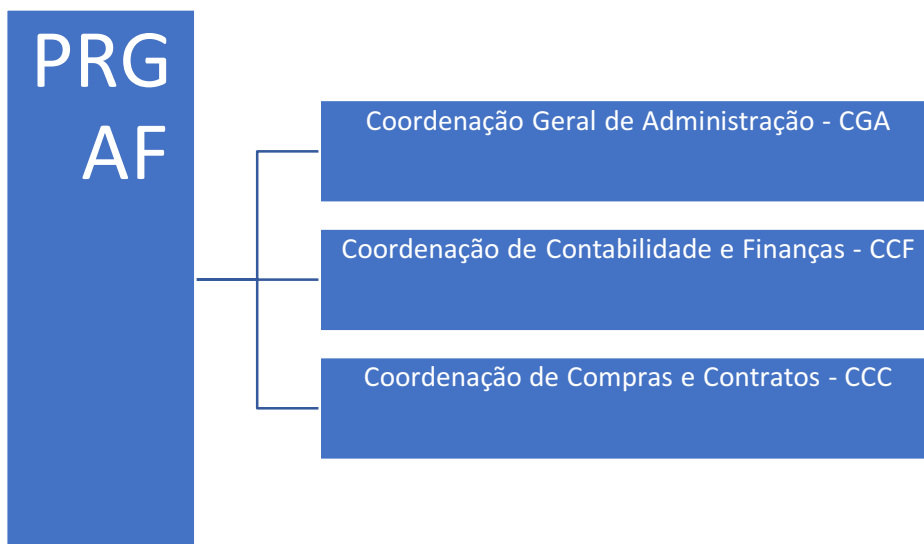 PRG
AF
Coordenação Geral de Administração - CGA
Coordenação de Contabilidade e Finanças - CCF
Coordenação de Compras e Contratos - CCC